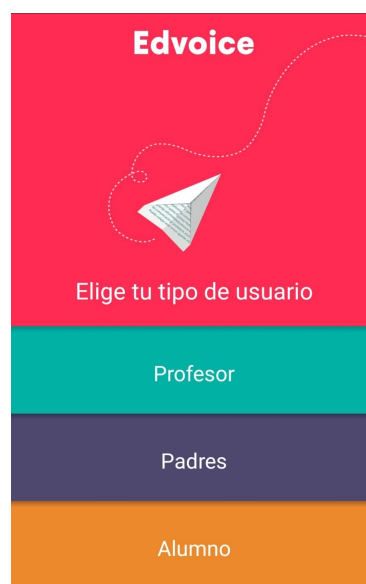 Edvoice
Elige tu tipo de usuario
Profesor
Padres
Alumno